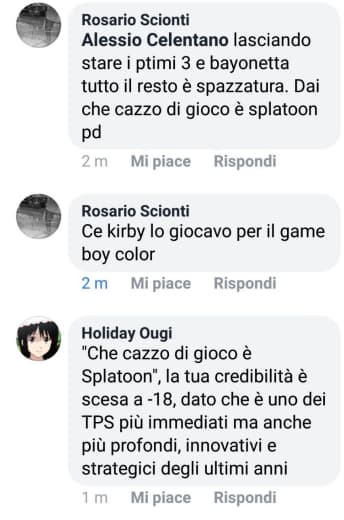 Rosario Scionti
Alessio Celentano lasciando
stare i ptimi 3 e bayonetta
tutto il resto è spazzatura. Dai
che cazzo di gioco è splatoon
pd
2 m Mi piace Rispondi
Rosario Scionti
Ce kirby lo giocavo per il game
boy color
2 m Mi piace Rispondi
Holiday Ougi
"Che cazzo di gioco è
Splatoon", la tua credibilità è
scesa a -18, dato che è uno dei
TPS più immediati ma anche
più profondi, innovativi e
strategici degli ultimi anni
1 m Mi piace Rispondi